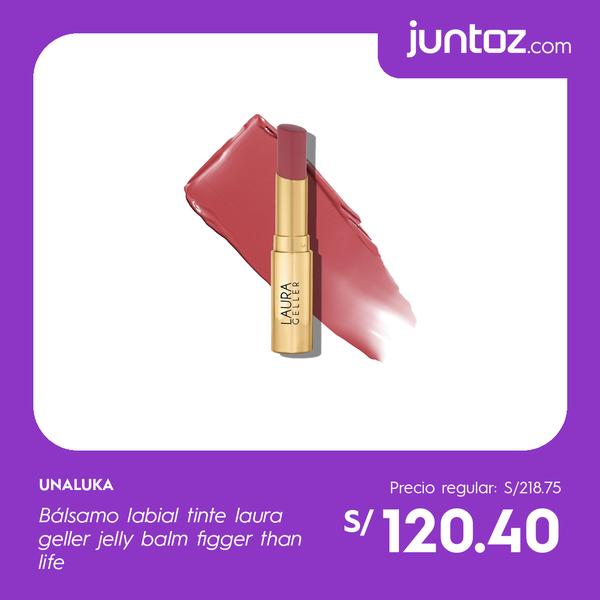 juntoz.com
LAURA
GELLER
UNALUKA
Bálsamo labial tinte laura
geller jelly balm figger than
life
Precio regular: S/218.75
S/120.40